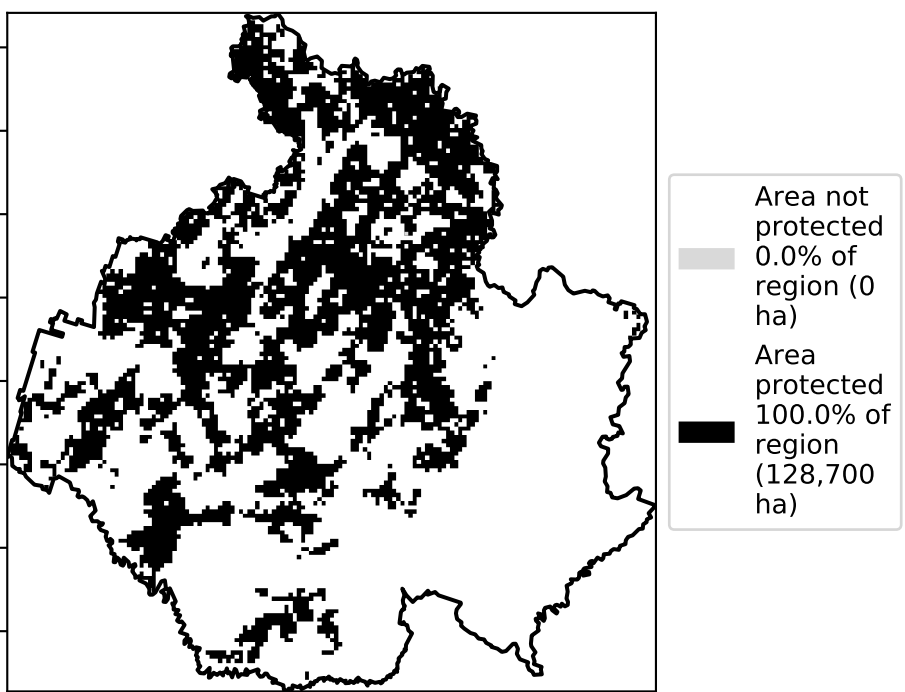 Area not
protected
0.0% of
region (0
ha)
Area
protected
100.0% of
region
(128,700
ha)